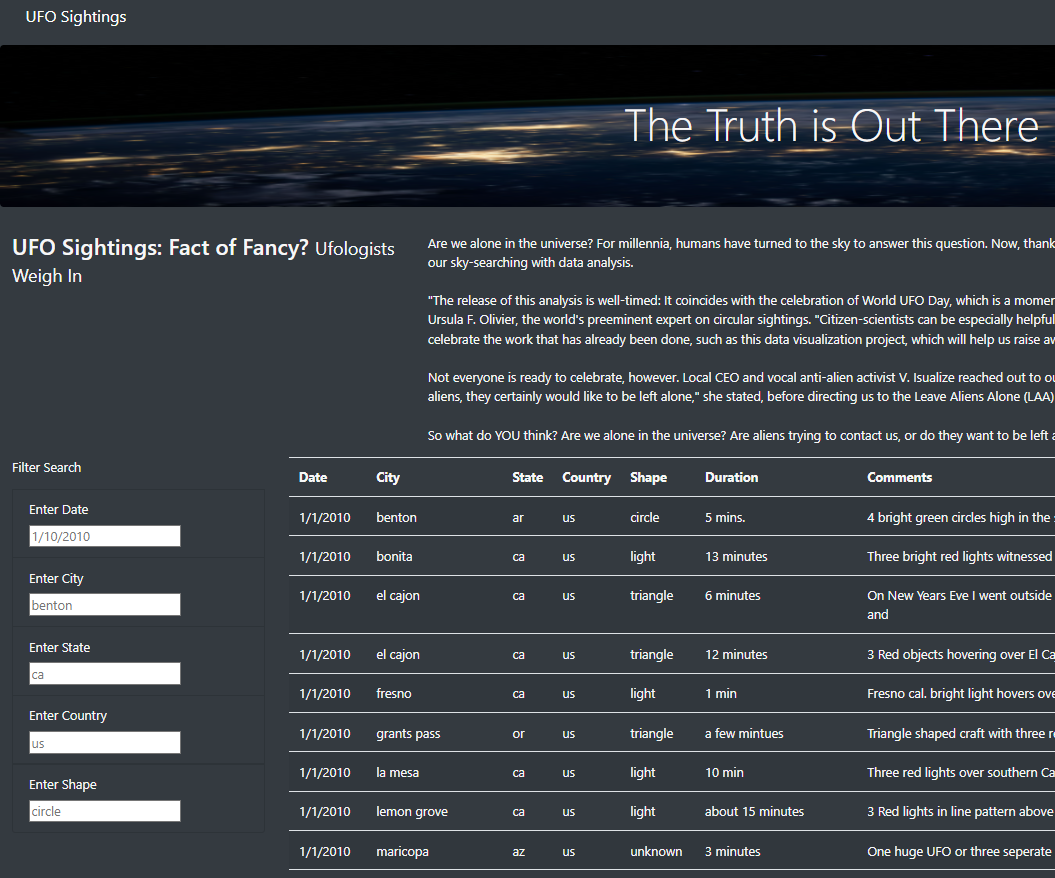 UFO Sightings
The Truth is Out There
UFO Sightings: Fact of Fancy? Ufologists
Weigh In
Are we alone in the universe? For millennia, humans have turned to the sky to answer this question. Now, thank
our sky-searching with data analysis.
"The release of this analysis is well-timed: It coincides with the celebration of World UFO Day, which is a momen
Ursula F. Olivier, the world's preeminent expert on circular sightings. "Citizen-scientists can be especially helpful
celebrate the work that has already been done, such as this data visualization project, which will help us raise aw
Not everyone is ready to celebrate, however. Local CEO and vocal anti-alien activist V. Isualize reached out to ou
aliens, they certainly would like to be left alone," she stated, before directing us to the Leave Aliens Alone (LAA)
So what do YOU think? Are we alone in the universe? Are aliens trying to contact us, or do they want to be left a
Filter Search
Enter Date
1/10/2010
Enter City
benton
Enter State
ca
Enter Country
us
Enter Shape
circle
Date City State Country Shape Duration Comments
1/1/2010 benton ar us circle 5 mins. 4 bright green circles high in the s
1/1/2010 bonita ca us light 13 minutes Three bright red lights witnessed
1/1/2010 el cajon ca us triangle 6 minutes On New Years Eve I went outside
and
1/1/2010 el cajon ca us triangle 12 minutes 3 Red objects hovering over El Ca
1/1/2010 fresno ca us light 1 min Fresno cal. bright light hovers ove
1/1/2010 grants pass or us triangle a few mintues Triangle shaped craft with three r
1/1/2010 la mesa ca us light 10 min Three red lights over southern Ca
1/1/2010 lemon grove ca us light about 15 minutes 3 Red lights in line pattern above
1/1/2010 maricopa az us unknown 3 minutes One huge UFO or three seperate